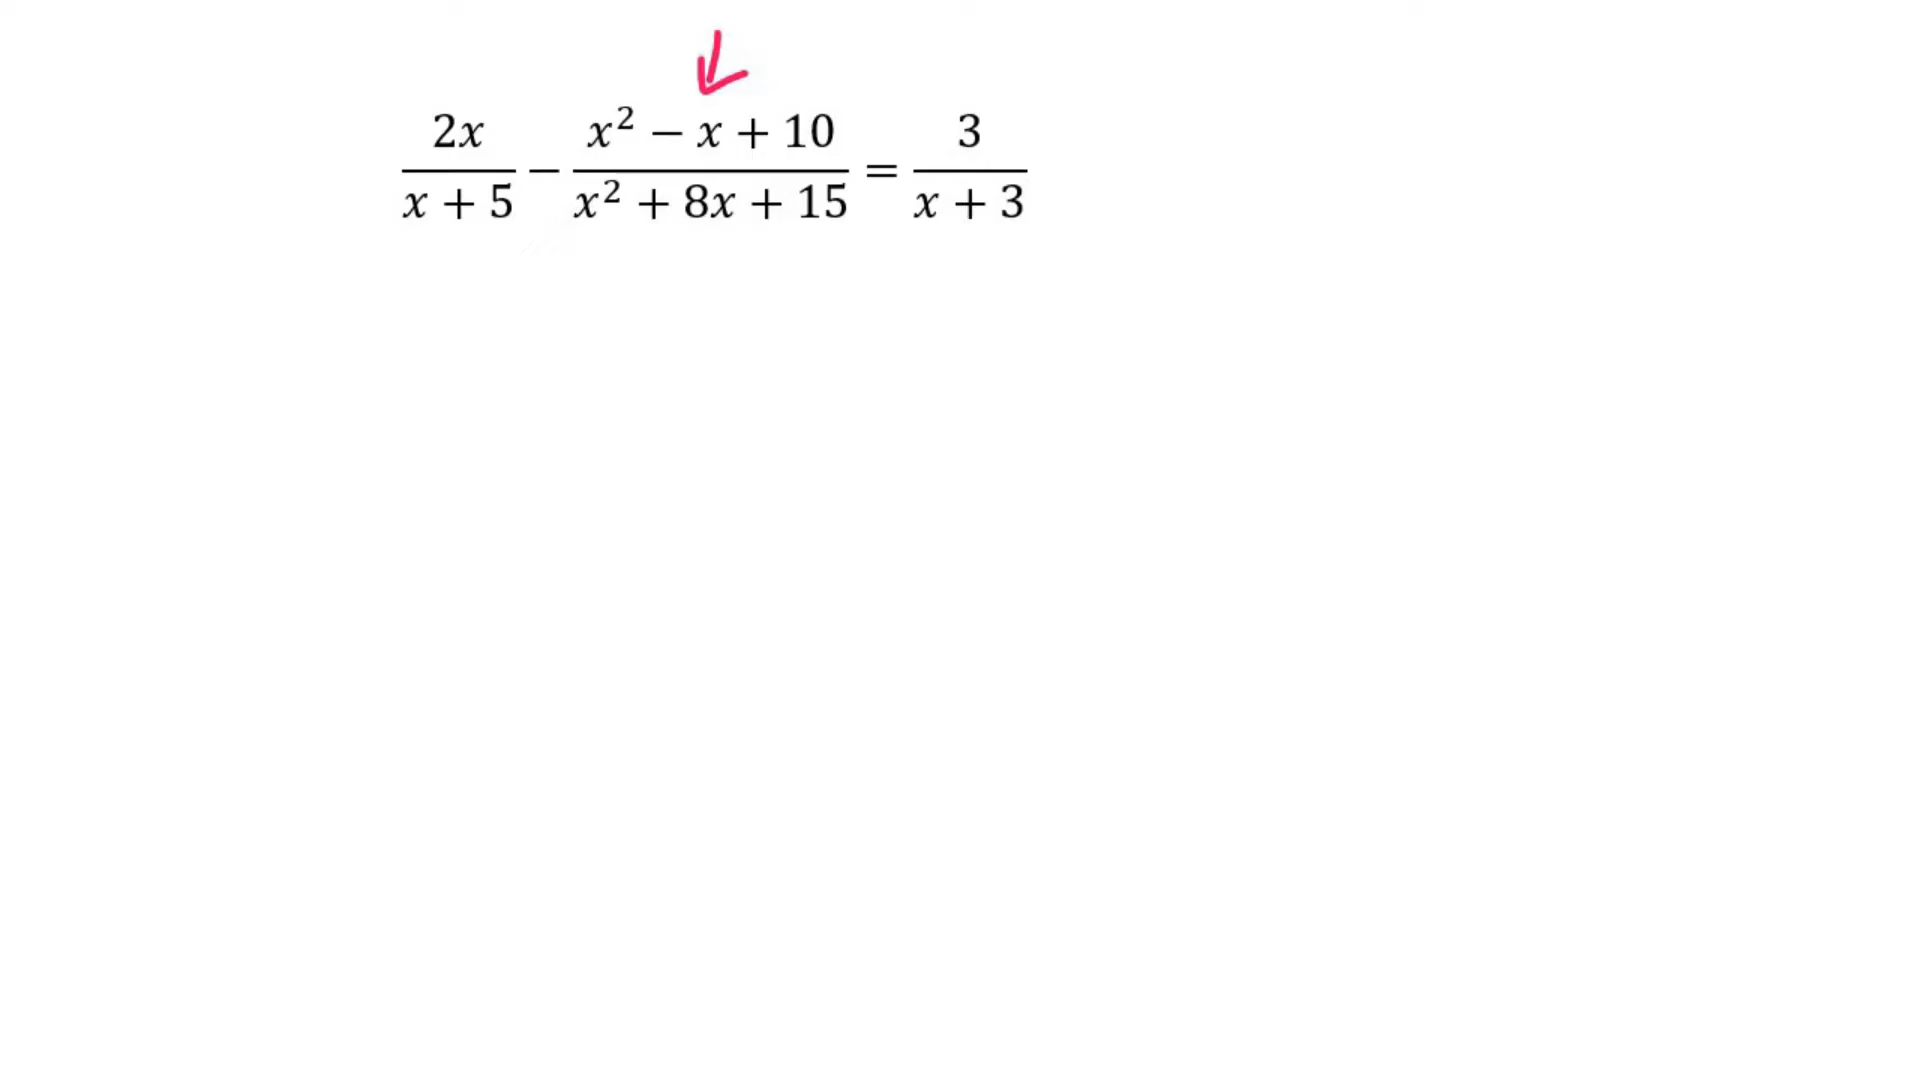 2x/(x + 5) − (x² − x + 10)/(x² + 8x + 15) = 3/(x + 3)